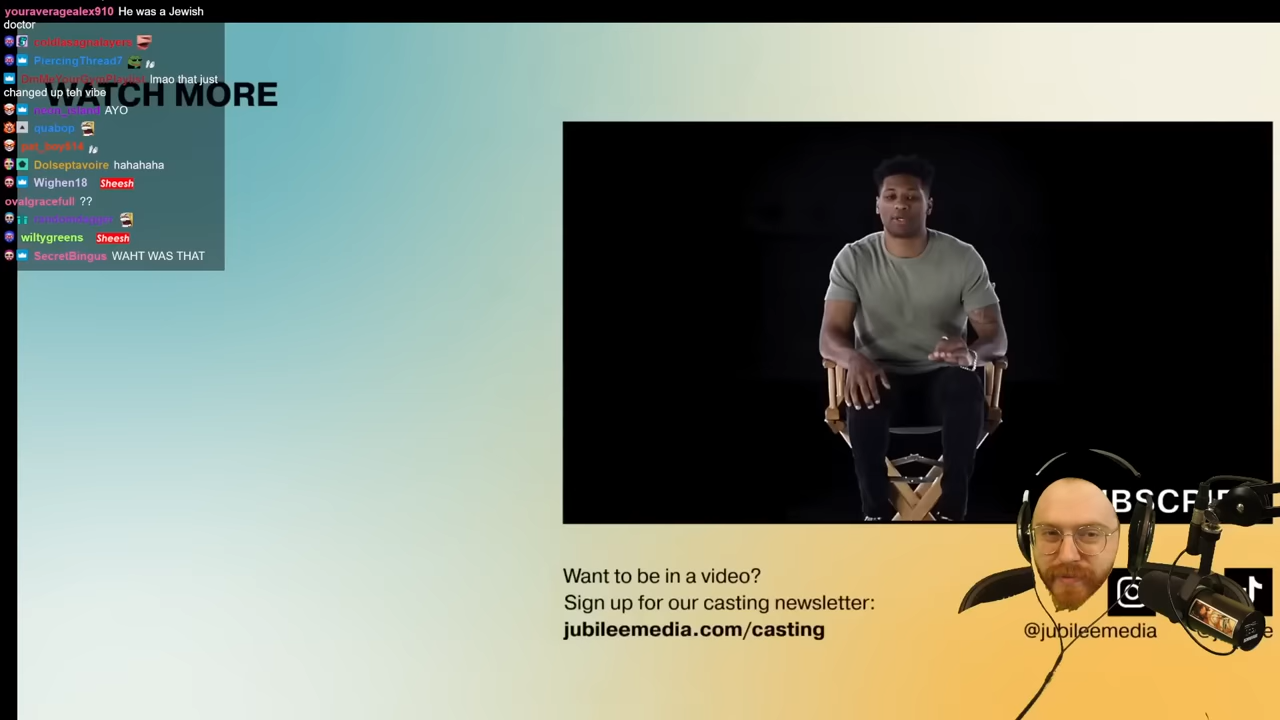 youraveragealex910 He was a Jewish
doctor
PiercingThread7
lmao that just
changed up teh vibe
AYO
quabop
Dolseptavoire hahahaha
Wighen18 Sheesh
ovalgracefull ??
wiltygreens Sheesh
SecretBingus WAHT WAS THAT
WATCH MORE
Want to be in a video?
Sign up for our casting newsletter:
jubileemedia.com/casting
@jubileemedia